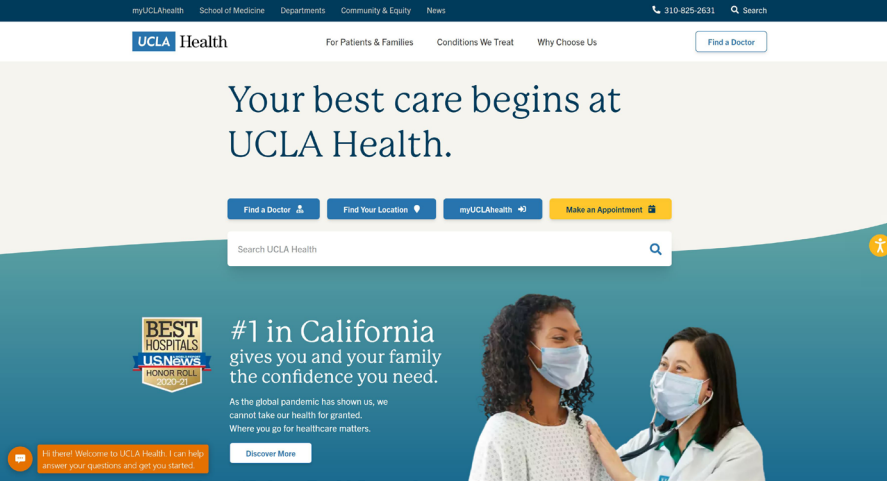 myUCLAhealth School of Medicine Departments Community & Equity News 310-825-2631 Search
UCLA Health For Patients & Families Conditions We Treat Why Choose Us Find a Doctor
Your best care begins at
UCLA Health.
Find a Doctor Find Your Location myUCLAhealth Make an Appointment
Search UCLA Health
BEST
HOSPITALS
U.S. News
HONOR ROLL
2020-21
#1 in California
gives you and your family
the confidence you need.
As the global pandemic has shown us, we
cannot take our health for granted.
Where you go for healthcare matters.
Discover More
Hi there! Welcome to UCLA Health. I can help
answer your questions and get you started.